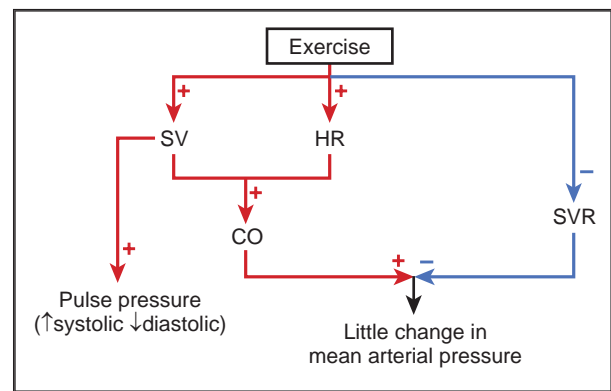 Exercise
+
+
SV
HR
−
SVR
+
CO
+
+
−
Pulse pressure
(↑systolic ↓diastolic)
Little change in
mean arterial pressure